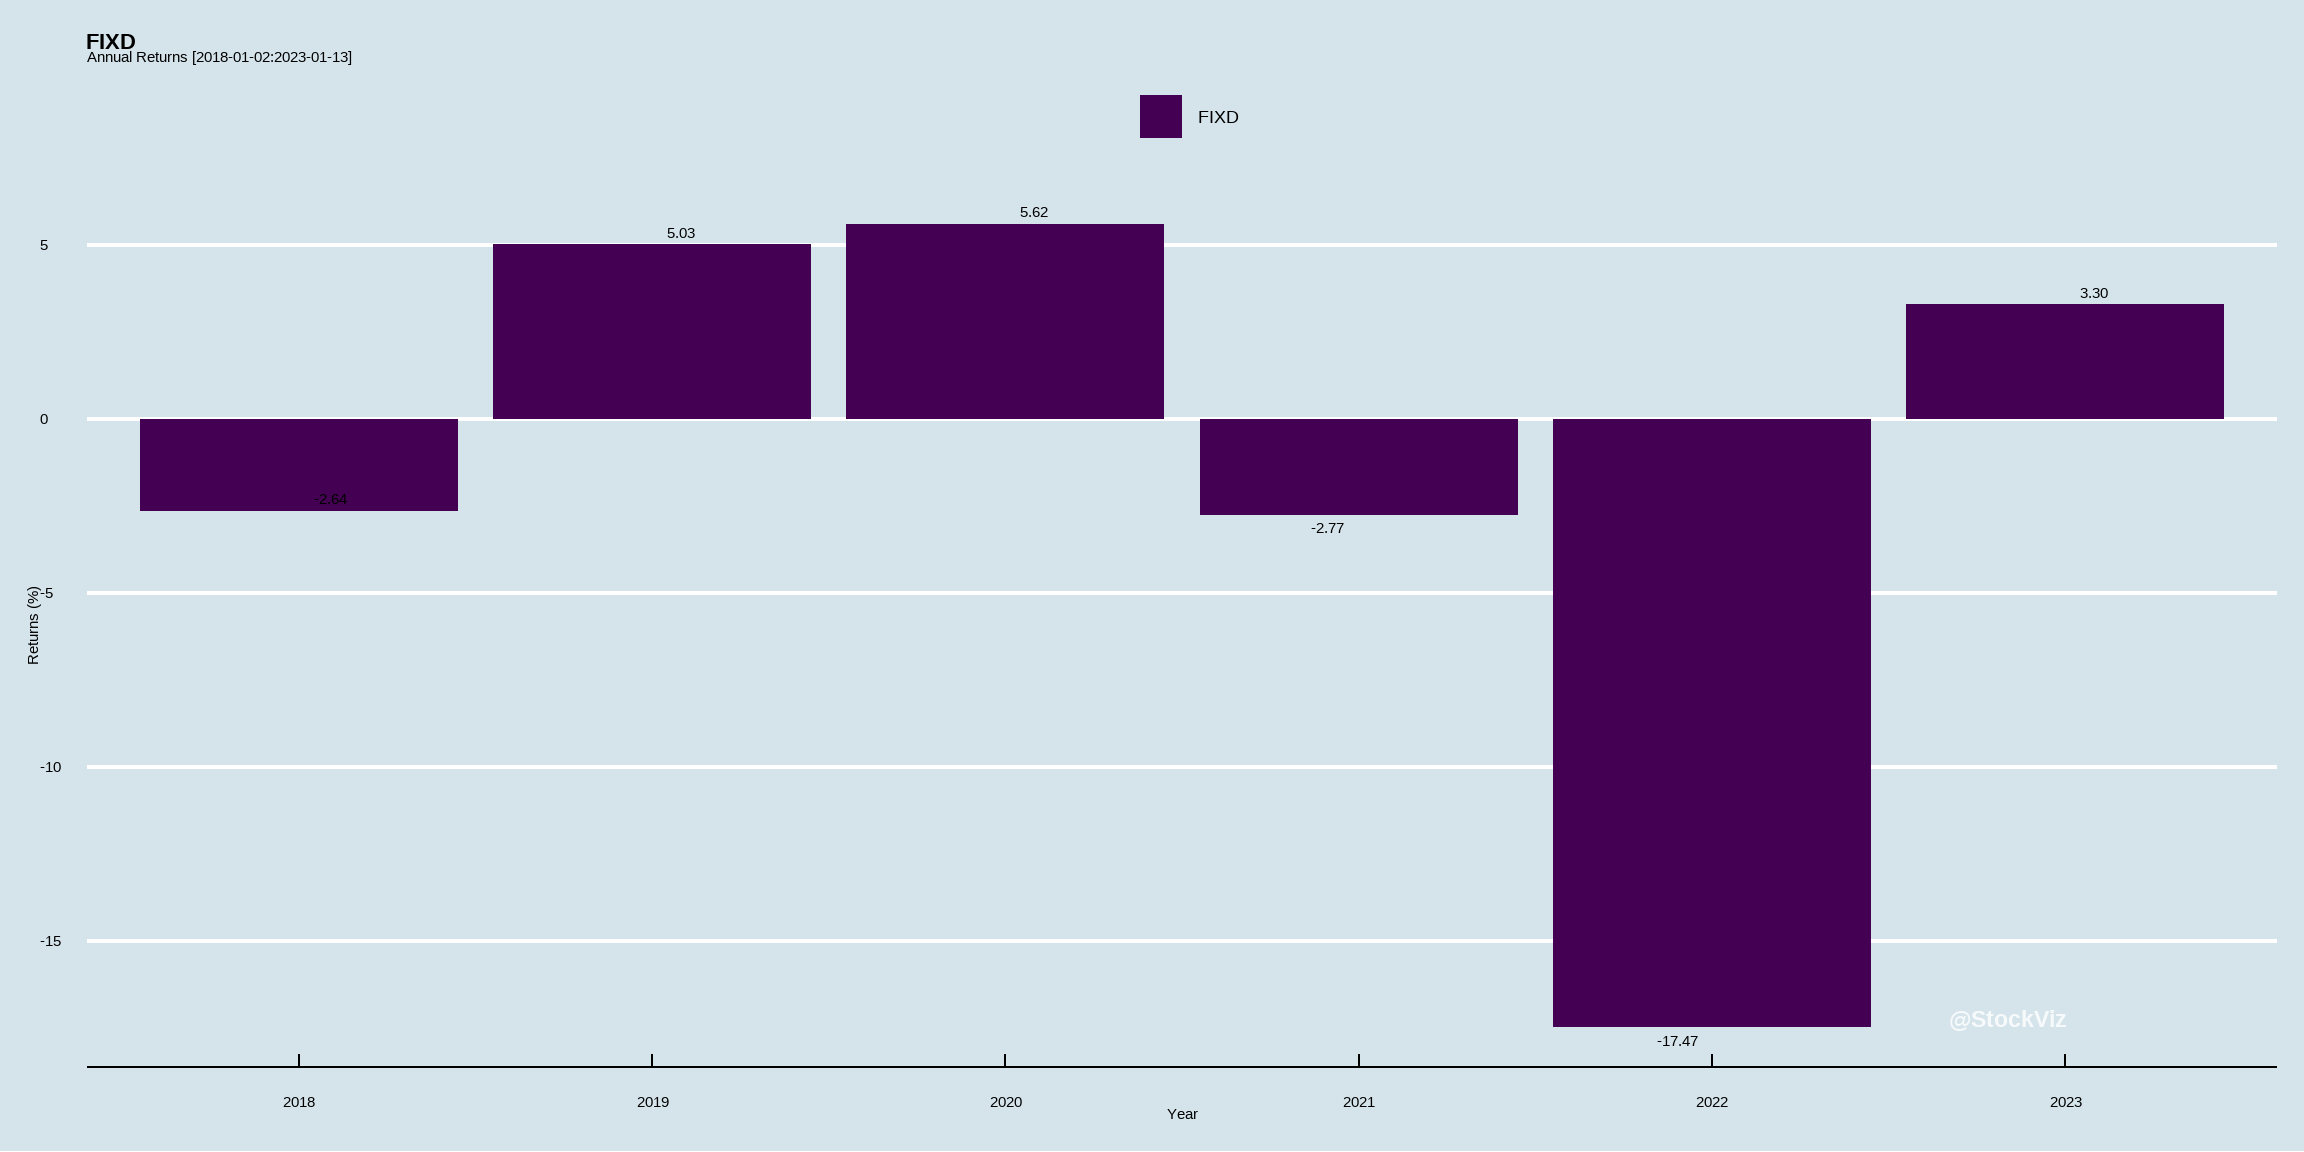 FIXD
Annual Returns [2018-01-02:2023-01-13]
FIXD
5.62
5.03
5
3.30
0
-2.64
-2.77
-5
Returns (%)
-10
-15
@StockViz
-17.47
2018 2019 2020 2021 2022 2023
Year